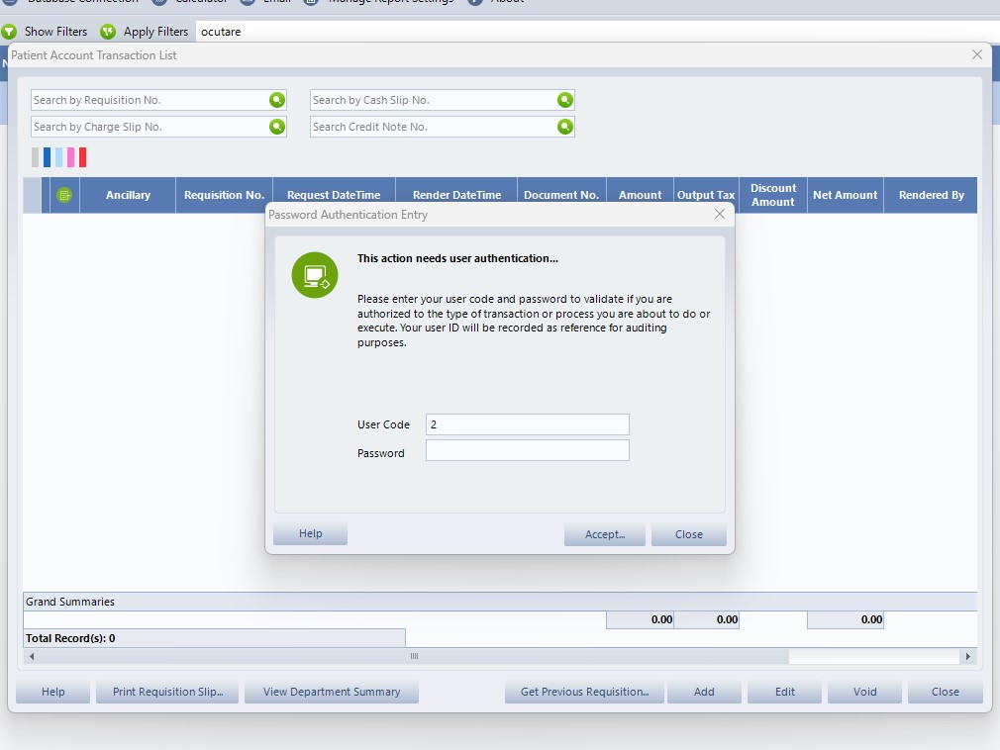 Database Connection Calculator Email Manage Report Settings About
Show Filters Apply Filters ocutare
Patient Account Transaction List
Search by Requisition No. Search by Cash Slip No.
Search by Charge Slip No. Search Credit Note No.
Ancillary Requisition No. Request DateTime Render DateTime Document No. Amount Output Tax Discount Amount Net Amount Rendered By
Password Authentication Entry
This action needs user authentication...
Please enter your user code and password to validate if you are
authorized to the type of transaction or process you are about to do or
execute. Your user ID will be recorded as reference for auditing
purposes.
User Code 2
Password
Help Accept... Close
Grand Summaries
0.00 0.00 0.00
Total Record(s): 0
Help Print Requisition Slip... View Department Summary Get Previous Requisition... Add Edit Void Close